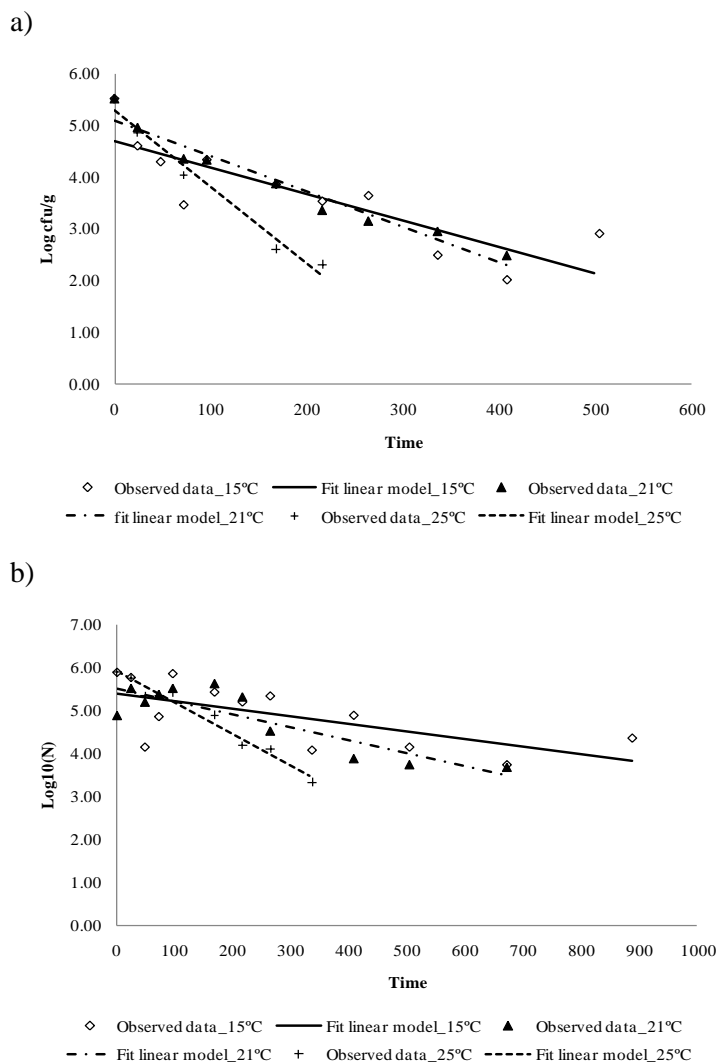 a)
6.00
5.00
4.00
3.00
2.00
1.00
0.00
Log cfu/g
0 100 200 300 400 500 600
Time
Observed data_15ºC Fit linear model_15ºC Observed data_21ºC
fit linear model_21ºC Observed data_25ºC Fit linear model_25ºC
b)
7.00
6.00
5.00
4.00
3.00
2.00
1.00
0.00
Log10(N)
0 100 200 300 400 500 600 700 800 900 1000
Time
Observed data_15ºC Fit linear model_15ºC Observed data_21ºC
Fit linear model_21ºC Observed data_25ºC Fit linear model_25ºC